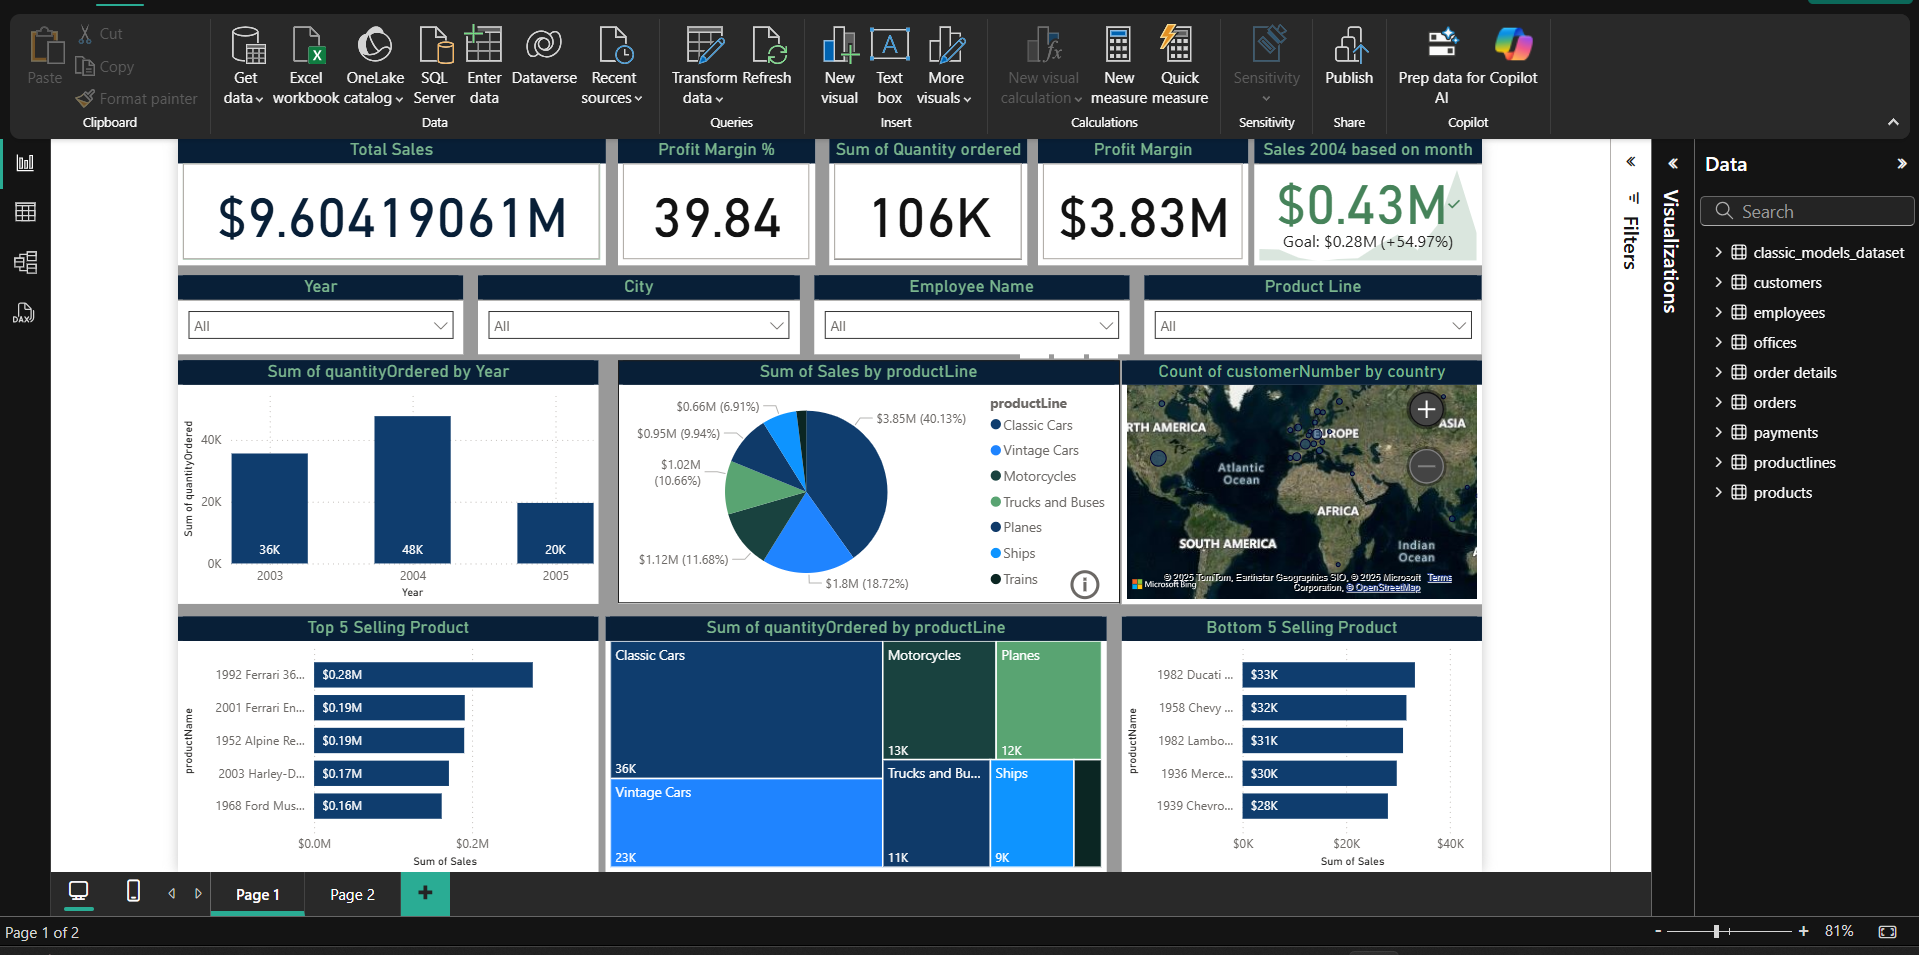 Paste
Cut
Copy
Format painter
Clipboard
Get data
Excel workbook
OneLake catalog
SQL Server
Enter data
Dataverse
Recent sources
Data
Transform data
Refresh
Queries
New visual
Text box
More visuals
Insert
New visual calculation
New measure
Quick measure
Calculations
Sensitivity
Sensitivity
Publish
Share
Prep data for AI
Copilot
Copilot
DAX
Total Sales
$9.60419061M
Profit Margin %
39.84
Sum of Quantity ordered
106K
Profit Margin
$3.83M
Sales 2004 based on month
$0.43M
Goal: $0.28M (+54.97%)
Year
All
City
All
Employee Name
All
Product Line
All
Sum of quantityOrdered by Year
Sum of quantityOrdered
40K
20K
0K
36K
48K
20K
2003
2004
2005
Year
Sum of Sales by productLine
$0.66M (6.91%)
$0.95M (9.94%)
$1.02M
(10.66%)
$1.12M (11.68%)
$1.8M (18.72%)
$3.85M (40.13%)
productLine
Classic Cars
Vintage Cars
Motorcycles
Trucks and Buses
Planes
Ships
Trains
Count of customerNumber by country
RTH AMERICA
EUROPE
ASIA
Atlantic
Ocean
AFRICA
SOUTH AMERICA
Indian
Ocean
Microsoft Bing
© 2025 TomTom, Earthstar Geographics SIO, © 2025 Microsoft
Corporation, © OpenStreetMap
Terms
Top 5 Selling Product
productName
1992 Ferrari 36... $0.28M
2001 Ferrari En... $0.19M
1952 Alpine Re... $0.19M
2003 Harley-D... $0.17M
1968 Ford Mus... $0.16M
$0.0M $0.2M
Sum of Sales
Sum of quantityOrdered by productLine
Classic Cars
36K
Vintage Cars
23K
Motorcycles
13K
Planes
12K
Trucks and Bu...
11K
Ships
9K
Bottom 5 Selling Product
productName
1982 Ducati ... $33K
1958 Chevy ... $32K
1982 Lambo... $31K
1936 Merce... $30K
1939 Chevro... $28K
$0K $20K $40K
Sum of Sales
Filters
Visualizations
Data
Search
classic_models_dataset
customers
employees
offices
order details
orders
payments
productlines
products
Page 1
Page 2
Page 1 of 2
81%